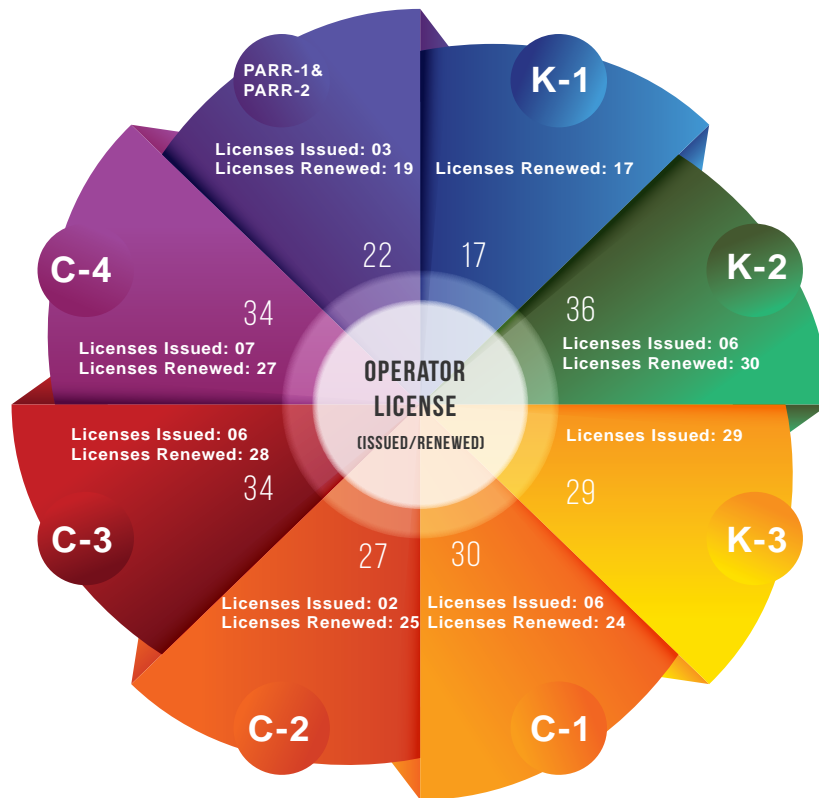 PARR-1&
PARR-2
Licenses Issued: 03
Licenses Renewed: 19
22
K-1
Licenses Renewed: 17
17
K-2
36
Licenses Issued: 06
Licenses Renewed: 30
Licenses Issued: 29
29
K-3
30
Licenses Issued: 06
Licenses Renewed: 24
C-1
27
Licenses Issued: 02
Licenses Renewed: 25
C-2
Licenses Issued: 06
Licenses Renewed: 28
34
C-3
C-4
34
Licenses Issued: 07
Licenses Renewed: 27
OPERATOR
LICENSE
(ISSUED/RENEWED)